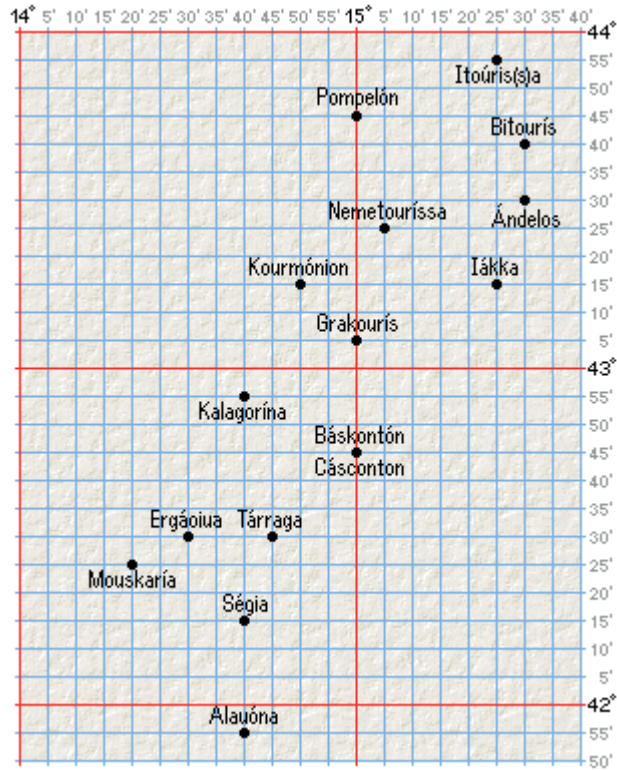 14° 5' 10' 15' 20' 25' 30' 35' 40' 45' 50' 55' 15° 5' 10' 15' 20' 25' 30' 35' 40'
44°
55'
Itoúris(s)a
50'
Pompelón
45'
Bitourís
40'
35'
30'
Nemetouríssa
Ándelos
25'
20'
Kourmónion Iákka
15'
10'
Grakourís
5'
43°
55'
Kalagorína
50'
Báskontón
45'
Cásconton
40'
35'
Ergáoiua Tárraga
30'
25'
Mouskaría
20'
Ségia
15'
10'
5'
42°
Alauóna
55'
50'